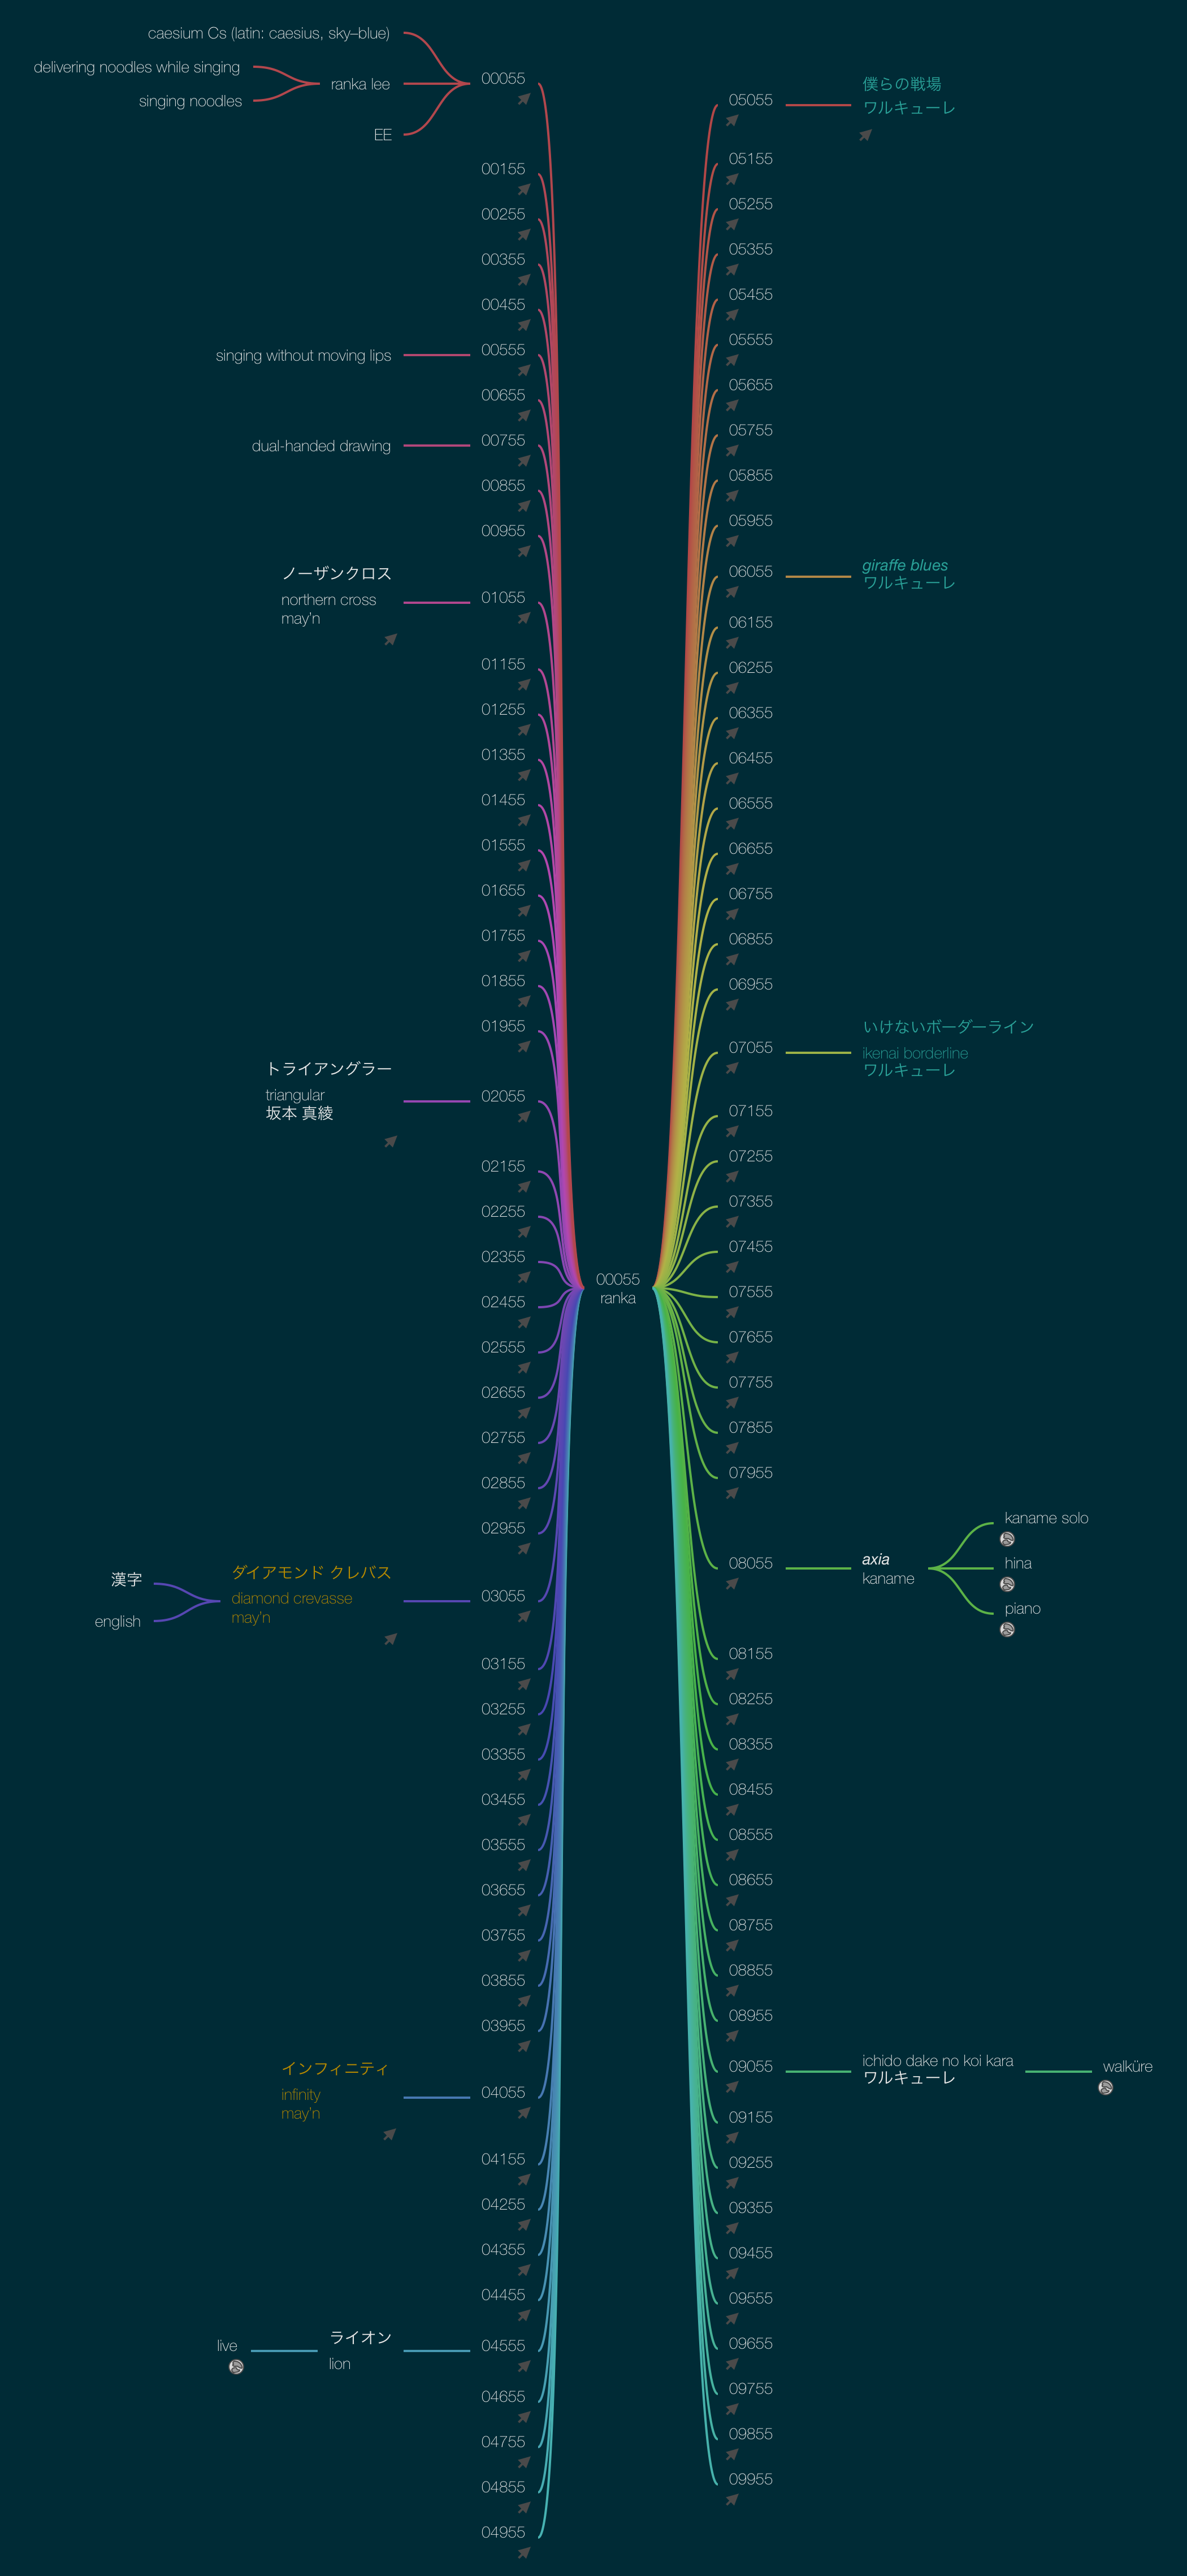 caesium Cs (latin: caesius, sky–blue)
delivering noodles while singing
singing noodles
ranka lee
EE
00055
00155
00255
00355
00455
singing without moving lips
00555
00655
dual-handed drawing
00755
00855
00955
ノーザンクロス
northern cross
may'n
01055
01155
01255
01355
01455
01555
01655
01755
01855
01955
トライアングラー
triangular
坂本 真綾
02055
02155
02255
02355
02455
02555
02655
02755
02855
02955
漢字
english
ダイアモンド クレバス
diamond crevasse
may'n
03055
03155
03255
03355
03455
03555
03655
03755
03855
03955
インフィニティ
infinity
may'n
04055
04155
04255
04355
04455
live
ライオン
lion
04555
04655
04755
04855
04955
00055
ranka
05055
僕らの戦場
ワルキューレ
05155
05255
05355
05455
05555
05655
05755
05855
05955
06055
giraffe blues
ワルキューレ
06155
06255
06355
06455
06555
06655
06755
06855
06955
07055
いけないボーダーライン
ikenai borderline
ワルキューレ
07155
07255
07355
07455
07555
07655
07755
07855
07955
08055
axia
kaname
kaname solo
hina
piano
08155
08255
08355
08455
08555
08655
08755
08855
08955
09055
ichido dake no koi kara
ワルキューレ
walküre
09155
09255
09355
09455
09555
09655
09755
09855
09955